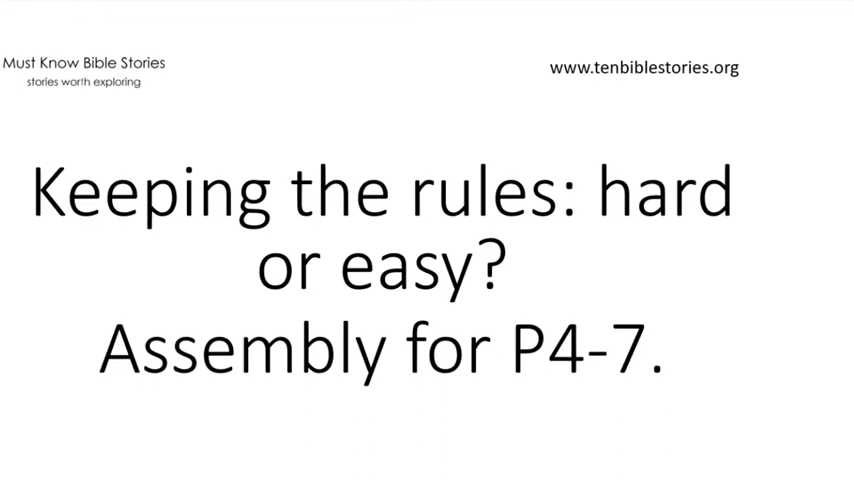 Must Know Bible Stories
stories worth exploring
www.tenbiblestories.org
Keeping the rules: hard
or easy?
Assembly for P4-7.